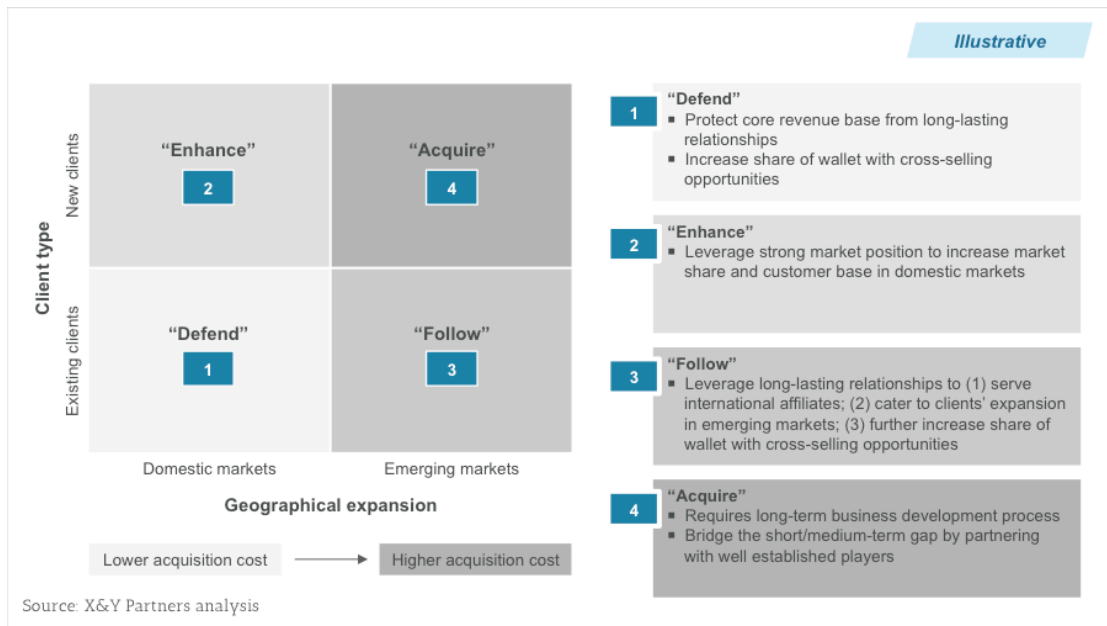 Illustrative
Client type
New clients
Existing clients
“Enhance”
2
“Acquire”
4
“Defend”
1
“Follow”
3
Domestic markets
Emerging markets
Geographical expansion
Lower acquisition cost
Higher acquisition cost
1
“Defend”
▪ Protect core revenue base from long-lasting
relationships
▪ Increase share of wallet with cross-selling
opportunities
2
“Enhance”
▪ Leverage strong market position to increase market
share and customer base in domestic markets
3
“Follow”
▪ Leverage long-lasting relationships to (1) serve
international affiliates; (2) cater to clients’ expansion
in emerging markets; (3) further increase share of
wallet with cross-selling opportunities
4
“Acquire”
▪ Requires long-term business development process
▪ Bridge the short/medium-term gap by partnering
with well established players
Source: X&Y Partners analysis